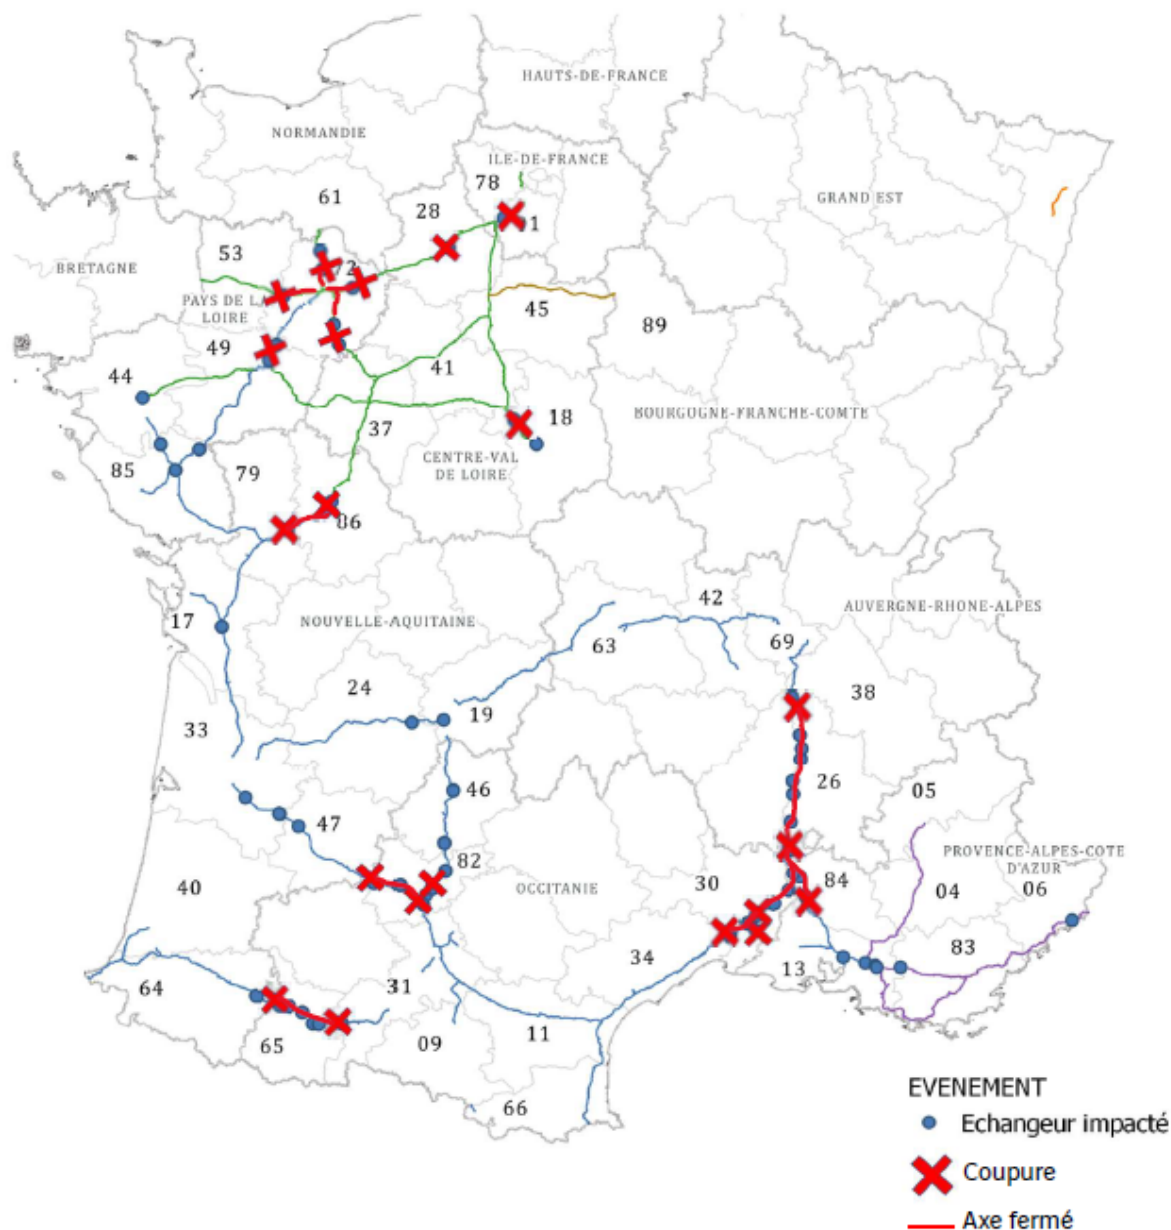 HAUTS-DE-FRANCE
NORMANDIE
ILE-DE-FRANCE
78
61
GRAND EST
28
53
BRETAGNE
PAYS DE LA
LOIRE
45
89
49
41
44
18
BOURGOGNE-FRANCHE-COMTE
37
CENTRE-VAL
DE LOIRE
85
79
86
42
AUVERGNE-RHONE-ALPES
17
NOUVELLE-AQUITAINE
69
63
24
38
19
33
26
46
05
47
PROVENCE-ALPES-COTE
D'AZUR
82
40
OCCITANIE
30
84
04
06
34
83
13
64
31
11
65
09
66
EVENEMENT
Echangeur impacté
Coupure
Axe fermé